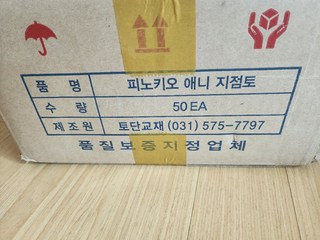 품 명 피노키오 애니 지점토
수 량 50 EA
제 조 원 토단교재 (031) 575-7797
품질보증지정업체